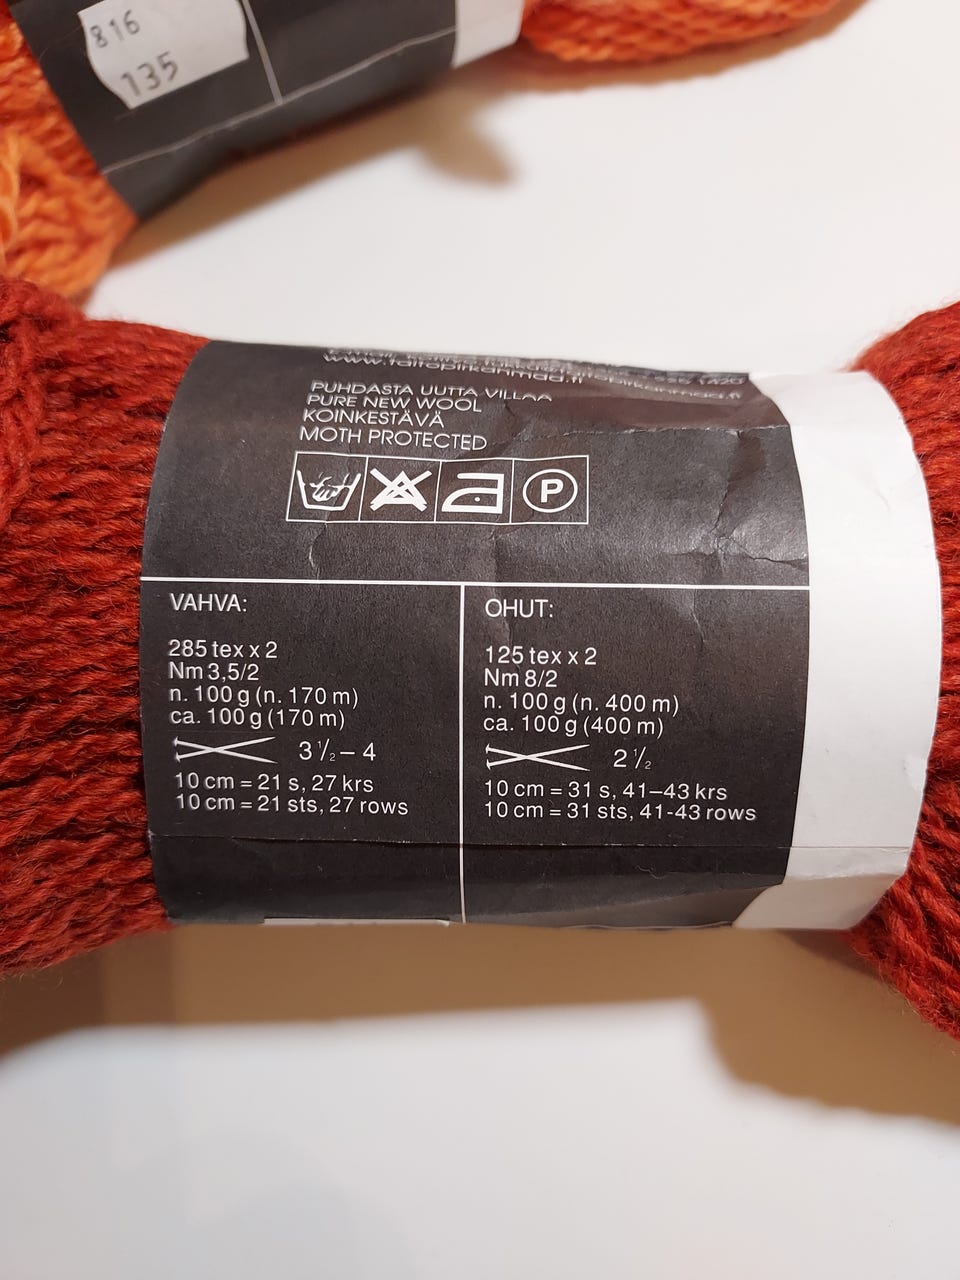 816
135
www.taitopirkanmaa.fi
PUHDASTA UUTTA VILLAA
PURE NEW WOOL
KOINKESTÄVÄ
MOTH PROTECTED
P
VAHVA:
285 tex x 2
Nm 3,5/2
n. 100 g (n. 170 m)
ca. 100 g (170 m)
3 1/2 – 4
10 cm = 21 s, 27 krs
10 cm = 21 sts, 27 rows
OHUT:
125 tex x 2
Nm 8/2
n. 100 g (n. 400 m)
ca. 100 g (400 m)
2 1/2
10 cm = 31 s, 41–43 krs
10 cm = 31 sts, 41-43 rows